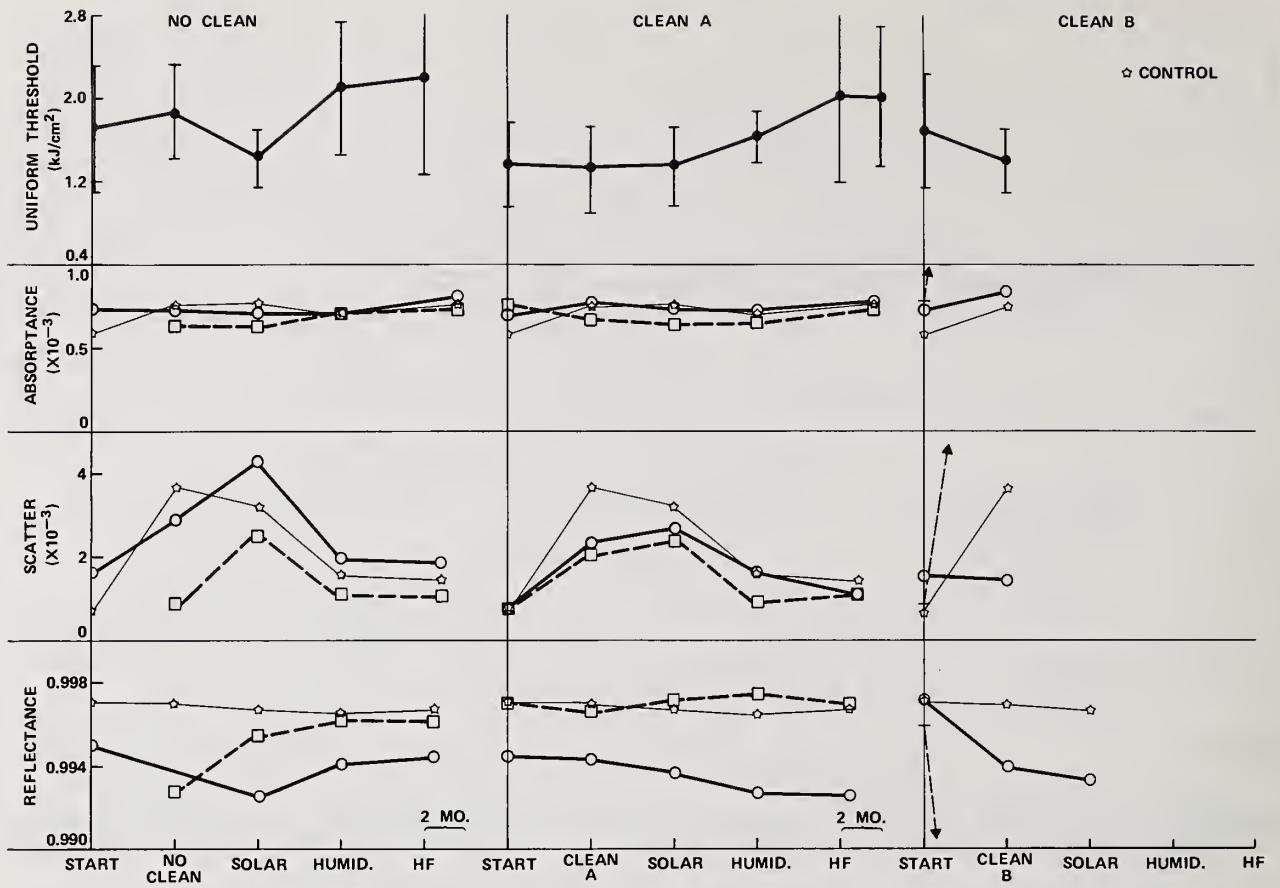 NO CLEAN
CLEAN A
CLEAN B
☆ CONTROL
UNIFORM THRESHOLD
(kJ/cm²)
2.8
2.0
1.2
0.4
ABSORPTANCE
(X10⁻³)
1.0
0.5
0
SCATTER
(X10⁻³)
4
2
0
REFLECTANCE
0.998
0.994
0.990
2 MO.
2 MO.
START
NO
CLEAN
SOLAR
HUMID.
HF
START
CLEAN
A
SOLAR
HUMID.
HF
START
CLEAN
B
SOLAR
HUMID.
HF